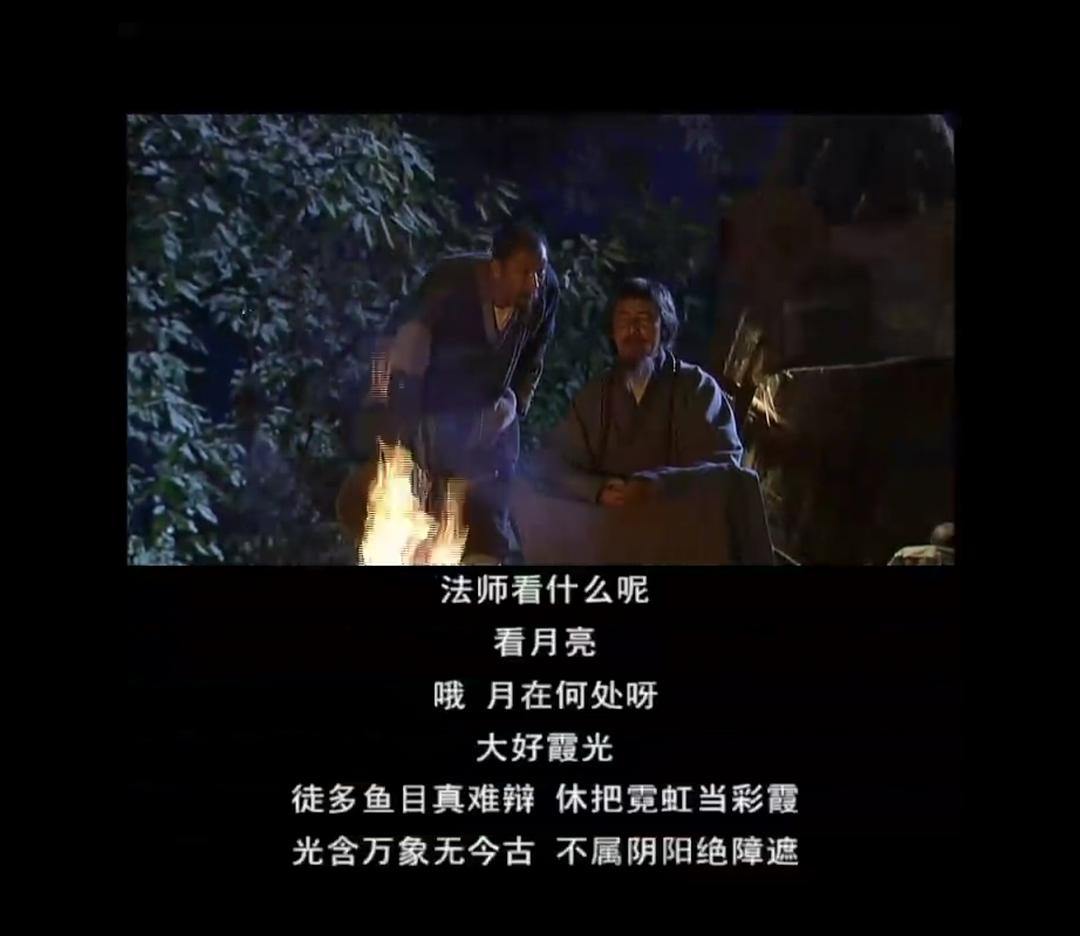 法师看什么呢
看月亮
哦 月在何处呀
大好霞光
徒多鱼目真难辩 休把霓虹当彩霞
光含万象无今古 不属阴阳绝障遮